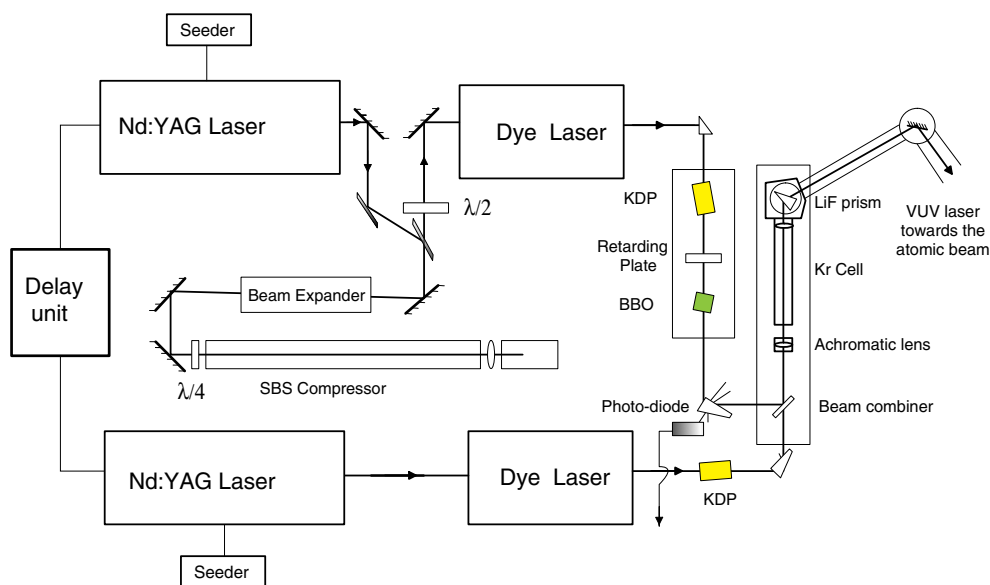 Seeder
Nd:YAG Laser
Dye Laser
KDP
LiF prism
λ/2
VUV laser
towards the
atomic beam
Retarding
Plate
Kr Cell
Delay
unit
Beam Expander
BBO
Achromatic lens
λ/4
SBS Compressor
Photo-diode
Beam combiner
Nd:YAG Laser
Dye Laser
KDP
Seeder